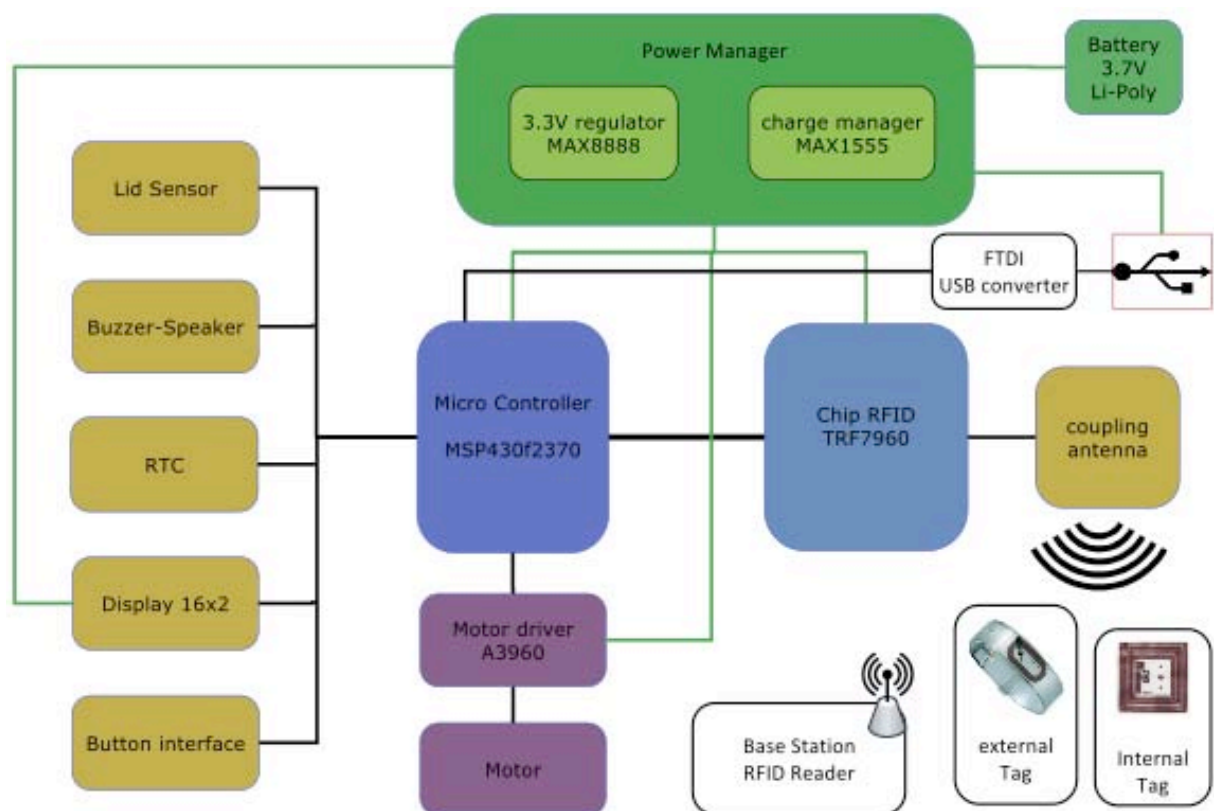 Power Manager
Battery
3.7V
Li-Poly
3.3V regulator
MAX8888
charge manager
MAX1555
Lid Sensor
FTDI
USB converter
Buzzer-Speaker
Micro Controller
MSP430f2370
Chip RFID
TRF7960
coupling
antenna
RTC
Display 16x2
Motor driver
A3960
Button interface
Motor
Base Station
RFID Reader
external
Tag
Internal
Tag